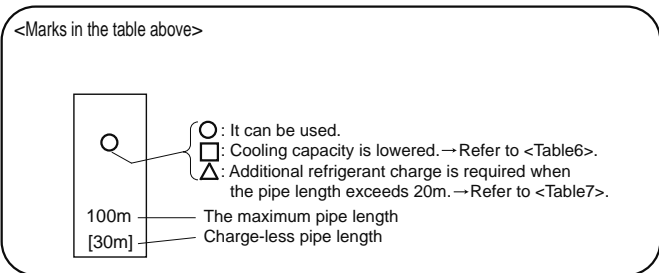 <Marks in the table above>
○: It can be used.
□: Cooling capacity is lowered.→Refer to <Table6>.
△: Additional refrigerant charge is required when
the pipe length exceeds 20m.→Refer to <Table7>.
100m The maximum pipe length
[30m] Charge-less pipe length